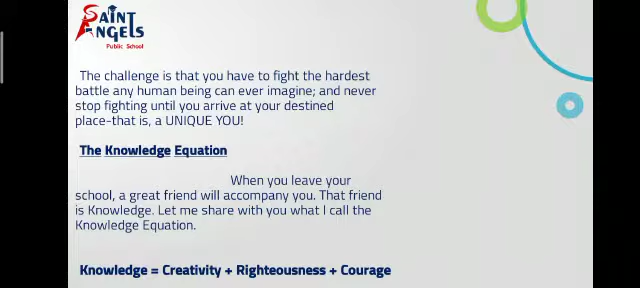 SAINT
ANGELS
Public School
The challenge is that you have to fight the hardest
battle any human being can ever imagine; and never
stop fighting until you arrive at your destined
place-that is, a UNIQUE YOU!
The Knowledge Equation
When you leave your
school, a great friend will accompany you. That friend
is Knowledge. Let me share with you what I call the
Knowledge Equation.
Knowledge = Creativity + Righteousness + Courage